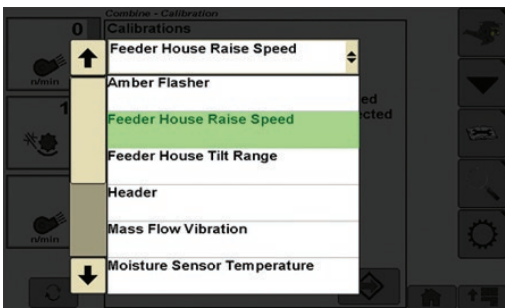 Combine - Calibration
0
Calibrations
Feeder House Raise Speed
n/min
Amber Flasher
ed
1
Feeder House Raise Speed
cted
Feeder House Tilt Range
Header
Mass Flow Vibration
n/min
Moisture Sensor Temperature